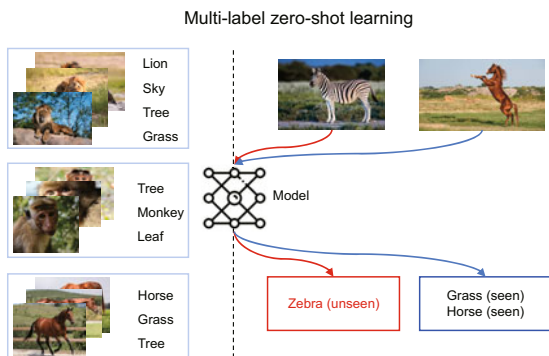 Multi-label zero-shot learning
Lion
Sky
Tree
Grass
Tree
Monkey
Leaf
Horse
Grass
Tree
Model
Zebra (unseen)
Grass (seen)
Horse (seen)